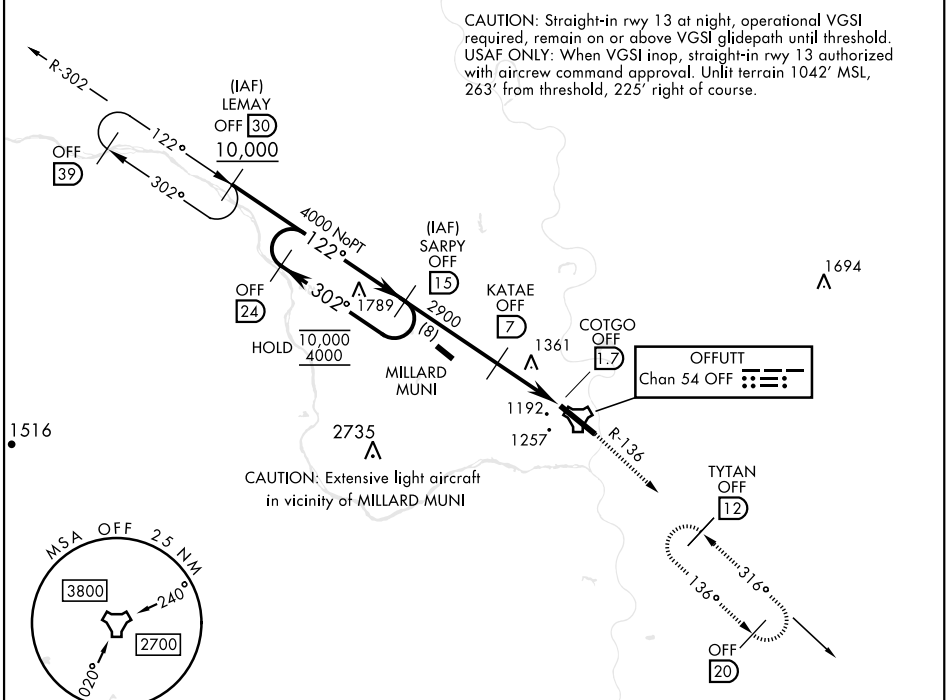 CAUTION: Straight-in rwy 13 at night, operational VGSI
required, remain on or above VGSI glidepath until threshold.
USAF ONLY: When VGSI inop, straight-in rwy 13 authorized
with aircrew command approval. Unlit terrain 1042' MSL,
263' from threshold, 225' right of course.
R-302
(IAF)
LEMAY
OFF 30
10,000
122°
302°
OFF
39
4000 NoPT
122°
302°
(IAF)
SARPY
OFF
15
OFF
24
1789
2900
(8)
HOLD 10,000
4000
MILLARD
MUNI
KATAE
OFF
7
1361
COTGO
OFF
1.7
1694
OFFUTT
Chan 54 OFF
1192
1257
R-136
1516
2735
CAUTION: Extensive light aircraft
in vicinity of MILLARD MUNI
TYTAN
OFF
12
316°
136°
OFF
20
MSA OFF 25 NM
3800
240°
2700
020°